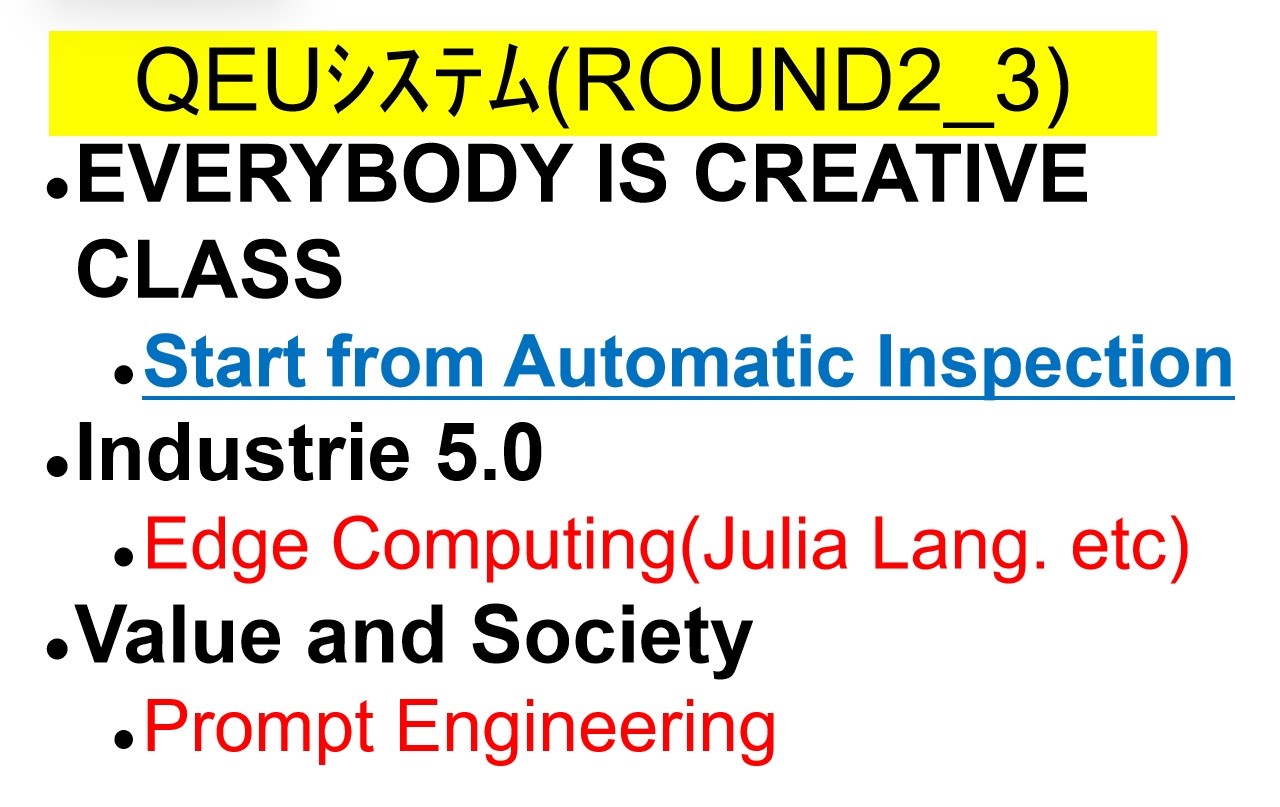 QEUシステム(ROUND2_3)
●EVERYBODY IS CREATIVE
CLASS
●Start from Automatic Inspection
●Industrie 5.0
●Edge Computing(Julia Lang. etc)
●Value and Society
●Prompt Engineering